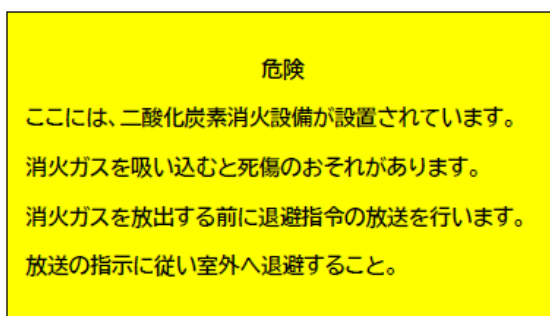 危険
ここには、二酸化炭素消火設備が設置されています。
消火ガスを吸い込むと死傷のおそれがあります。
消火ガスを放出する前に退避指令の放送を行います。
放送の指示に従い室外へ退避すること。